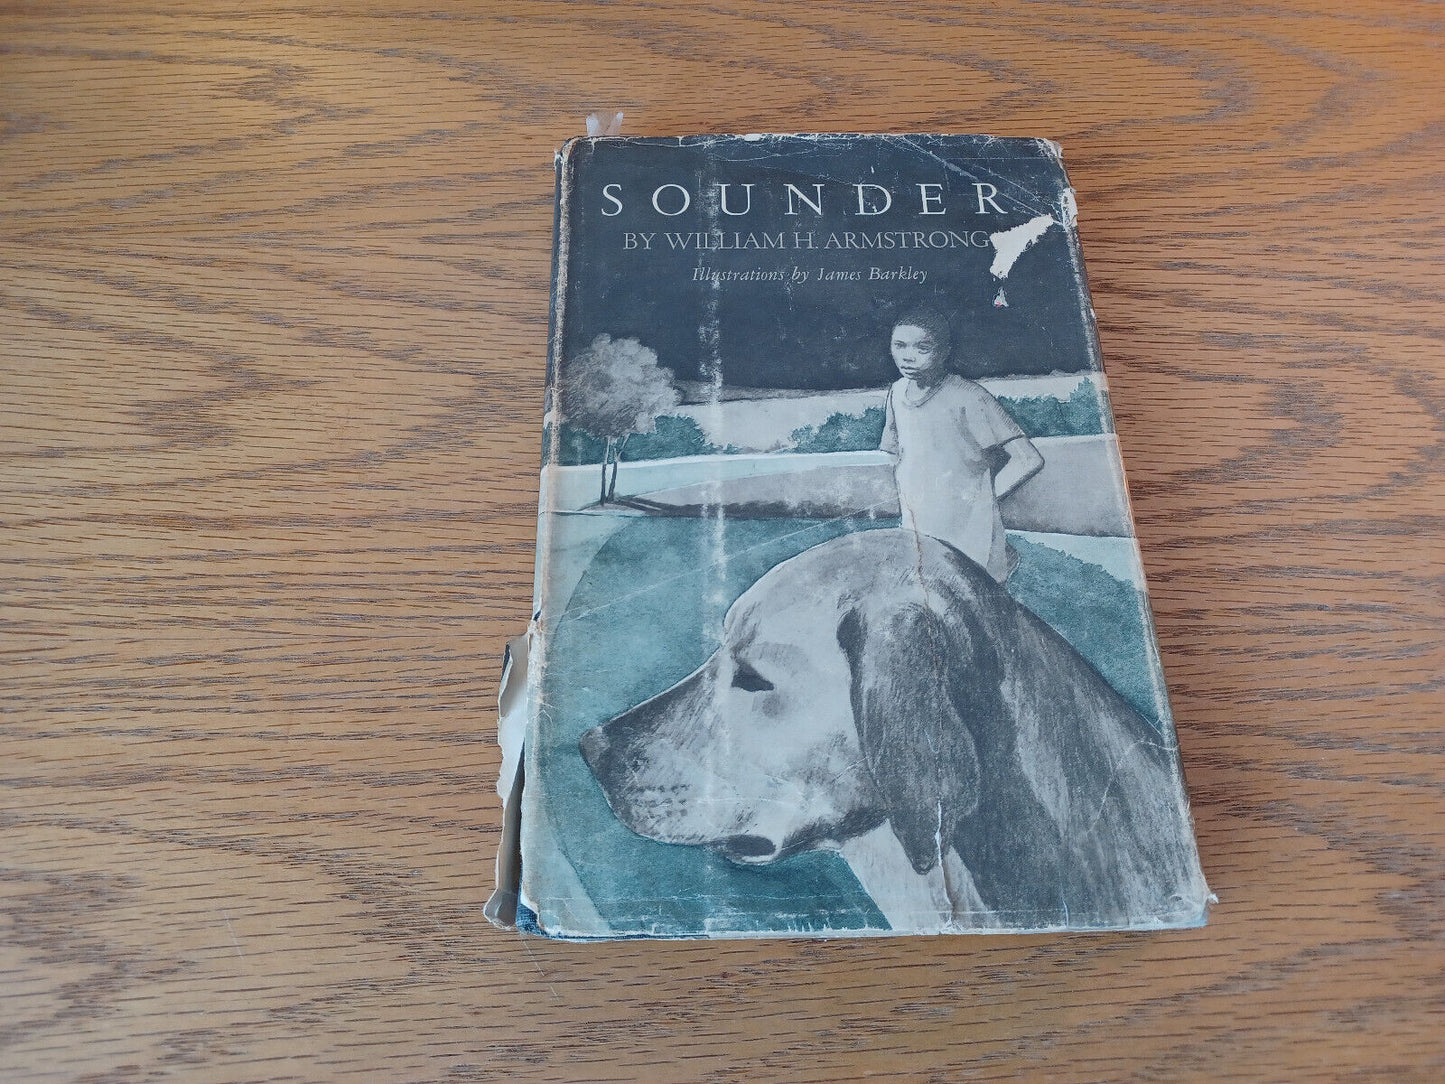 SOUNDER
BY WILLIAM H. ARMSTRONG
Illustrations by James Barkley